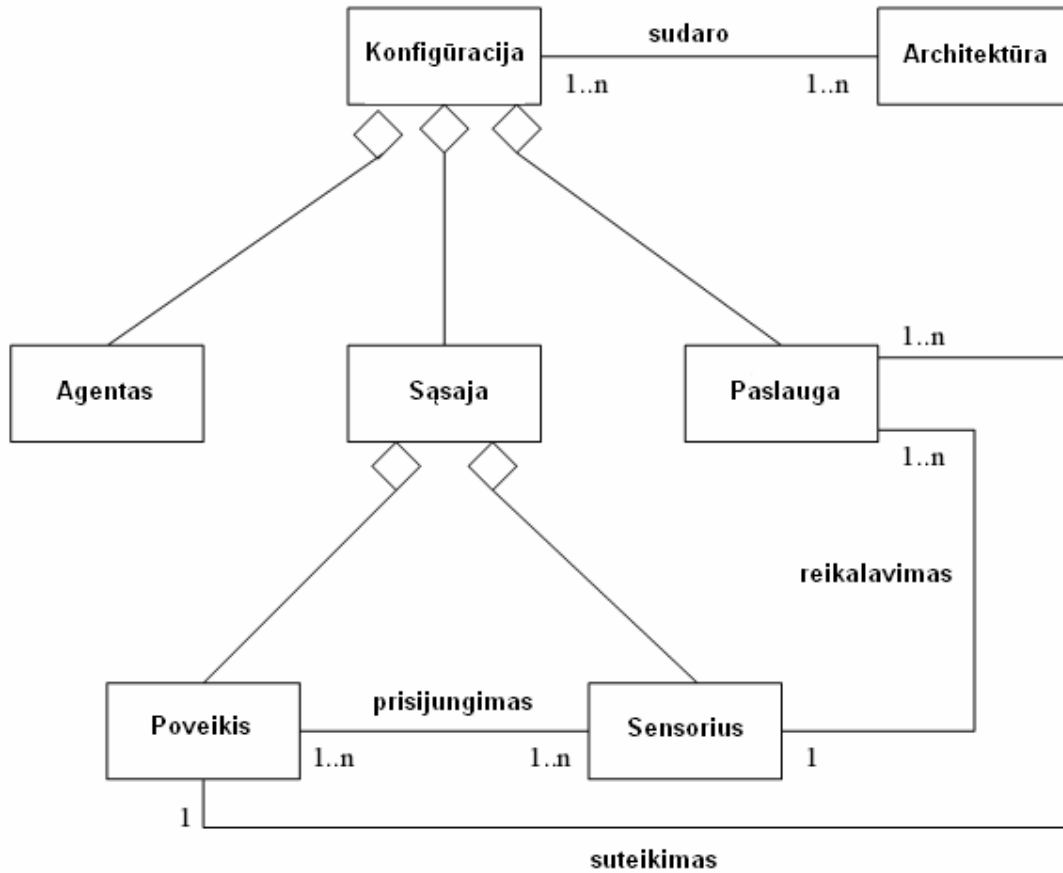 Konfigūracija
sudaro
Architektūra
1..n
1..n
Agentas
Sąsaja
Paslauga
1..n
1..n
reikalavimas
Poveikis
prisijungimas
Sensorius
1..n
1..n
1
1
suteikimas